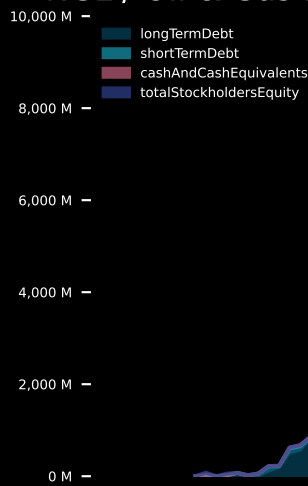 10,000 M
longTermDebt
shortTermDebt
cashAndCashEquivalents
totalStockholdersEquity
8,000 M
6,000 M
4,000 M
2,000 M
0 M